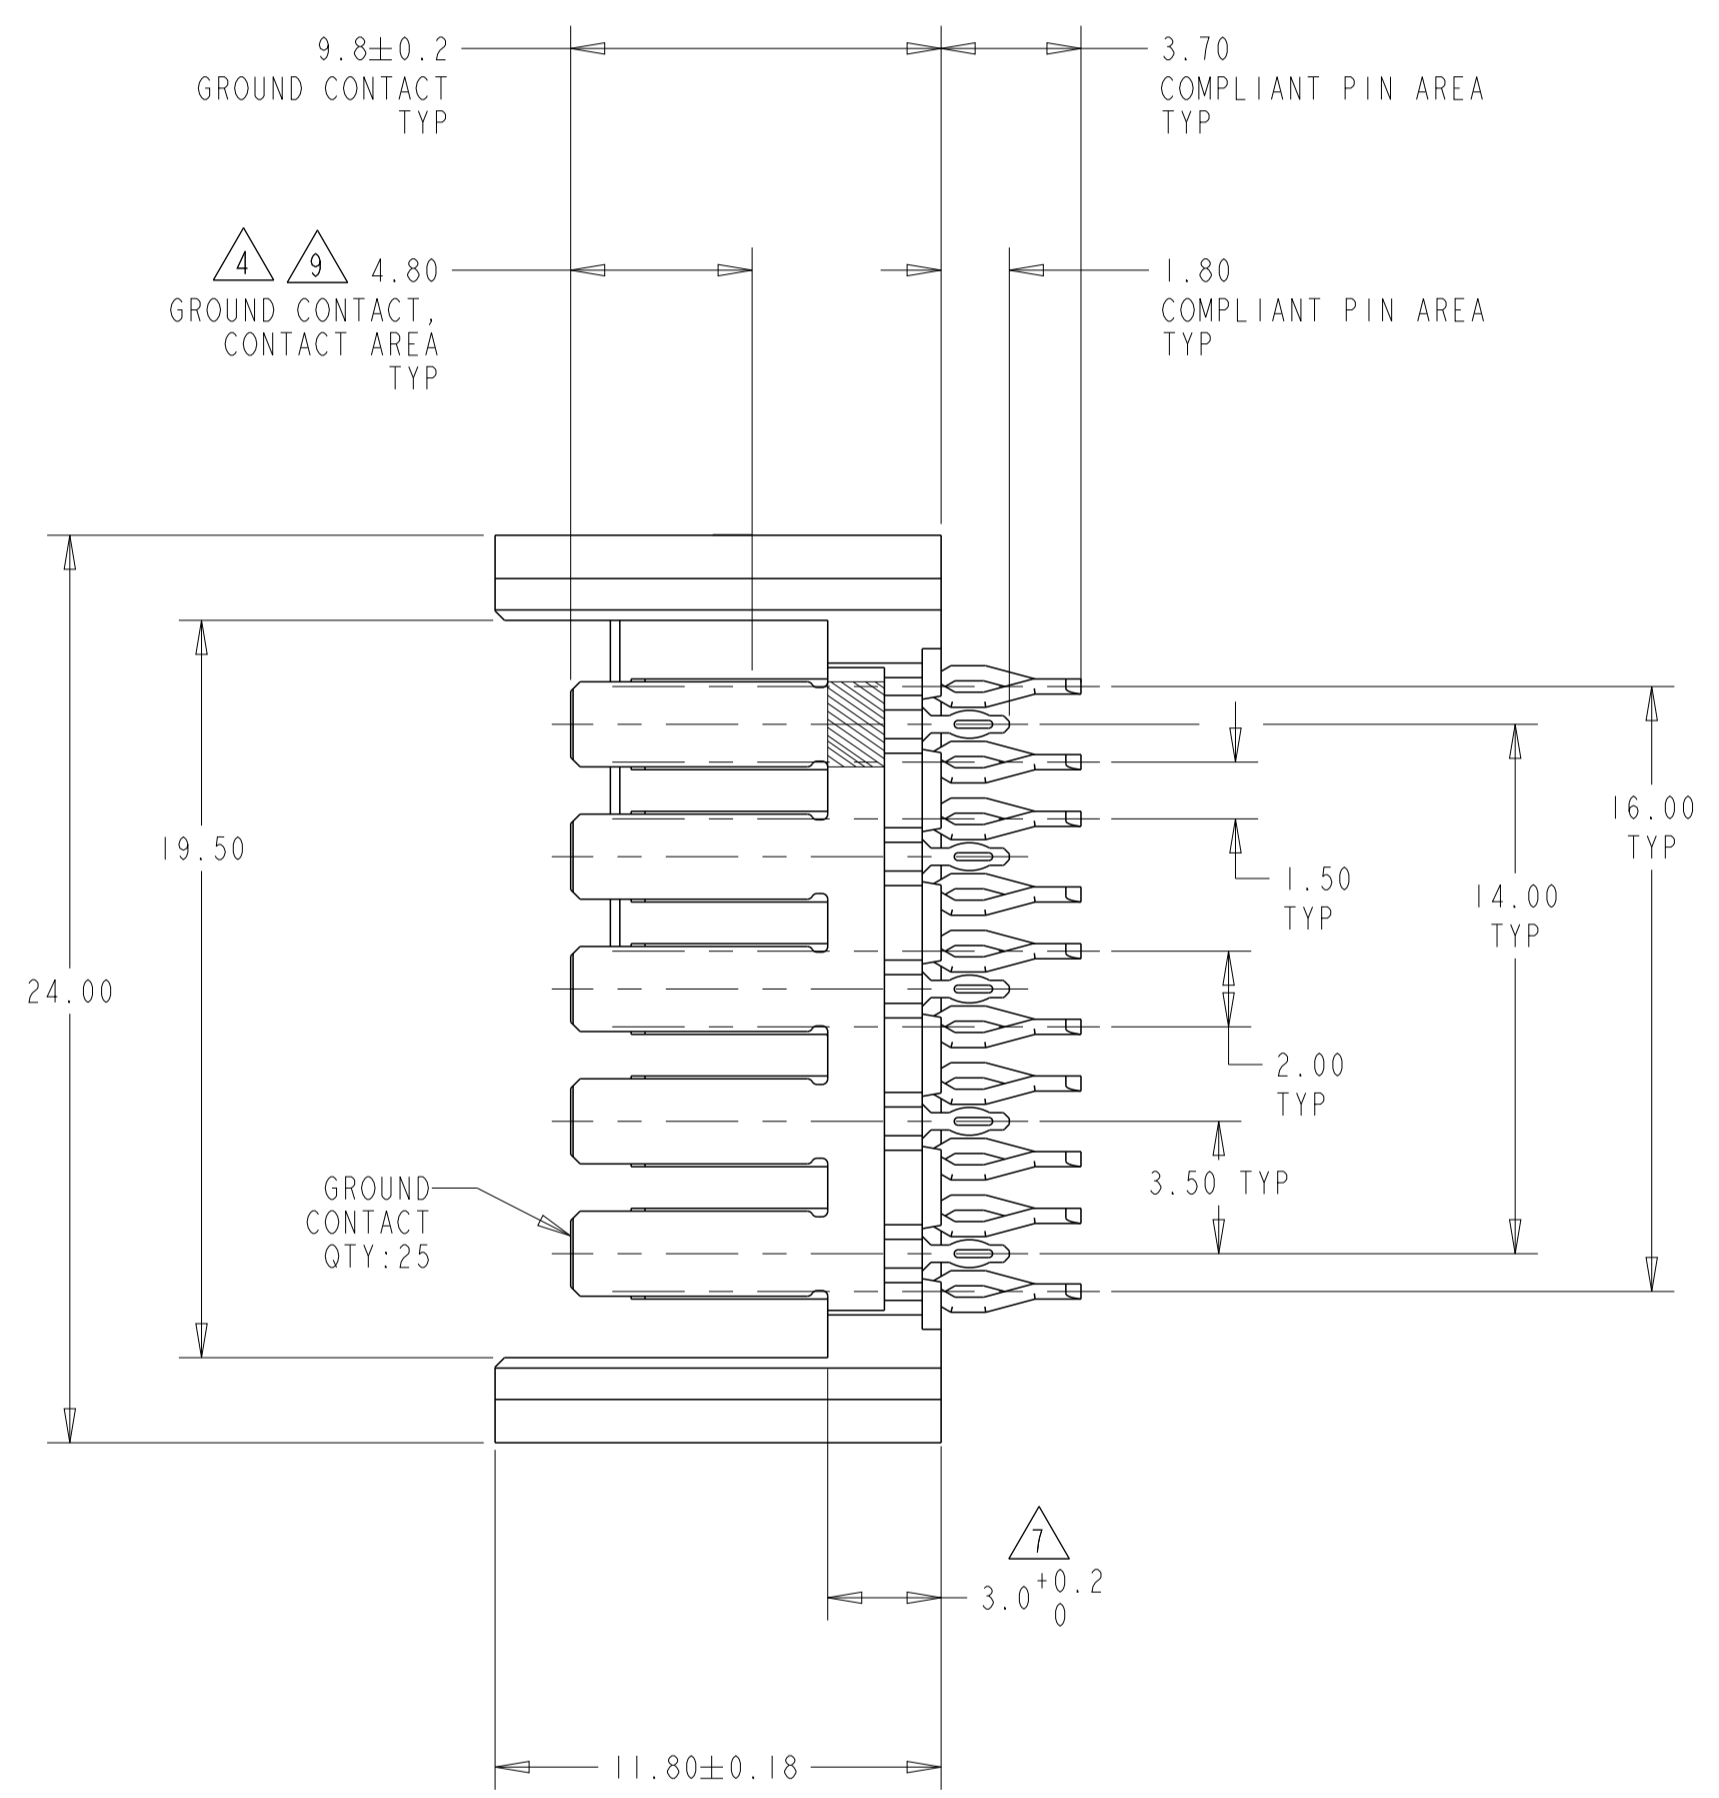 9.8±0.2
GROUND CONTACT
TYP
3.70
COMPLIANT PIN AREA
TYP
4 9 4.80
GROUND CONTACT,
CONTACT AREA
TYP
1.80
COMPLIANT PIN AREA
TYP
16.00
TYP
19.50
1.50
TYP
14.00
TYP
24.00
2.00
TYP
3.50 TYP
GROUND
CONTACT
QTY:25
7
3.0 +0.2
0
11.80±0.18